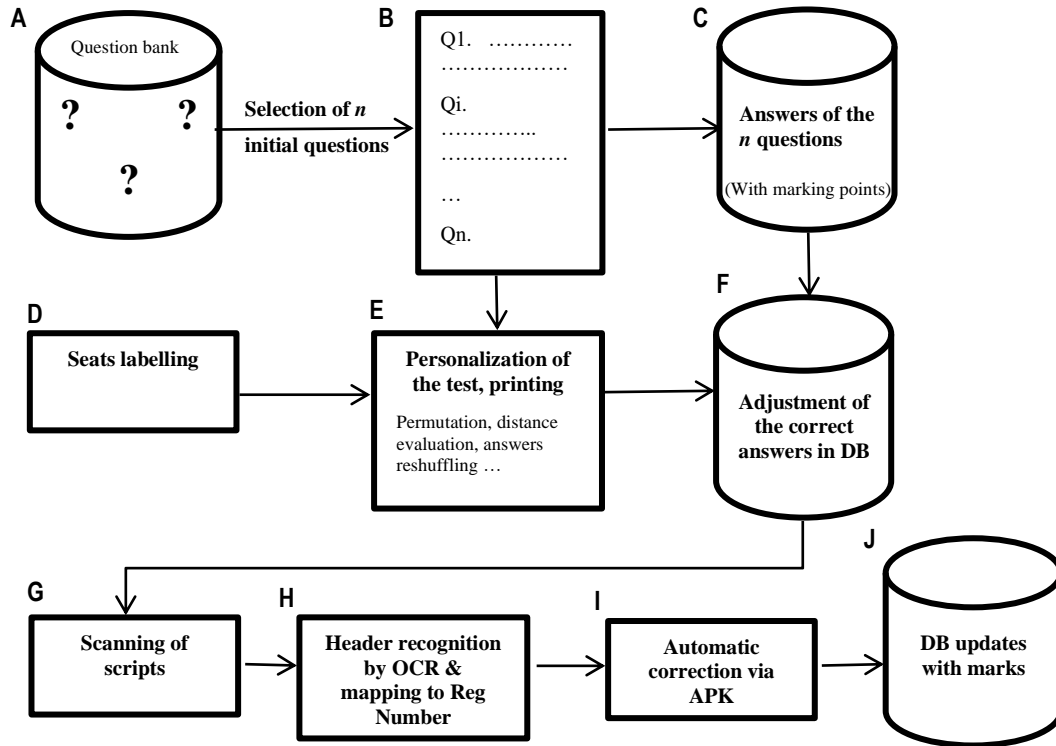 A
Question bank
?
?
?
Selection of n
initial questions
B
Q1. …………
………………
Qi.
…………..
………………
…
Qn.
C
Answers of the
n questions
(With marking points)
D
Seats labelling
E
Personalization of
the test, printing
Permutation, distance
evaluation, answers
reshuffling …
F
Adjustment of
the correct
answers in DB
G
Scanning of
scripts
H
Header recognition
by OCR &
mapping to Reg
Number
I
Automatic
correction via
APK
J
DB updates
with marks